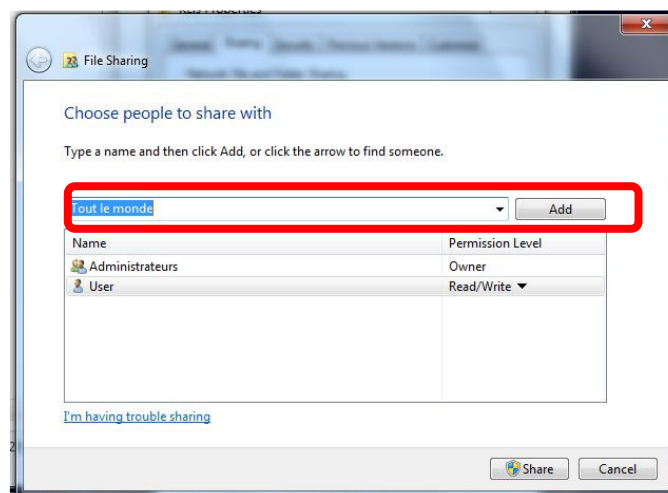 File Sharing
Choose people to share with
Type a name and then click Add, or click the arrow to find someone.
Tout le monde Add
Name Permission Level
Administrateurs Owner
User Read/Write
I'm having trouble sharing
Share Cancel